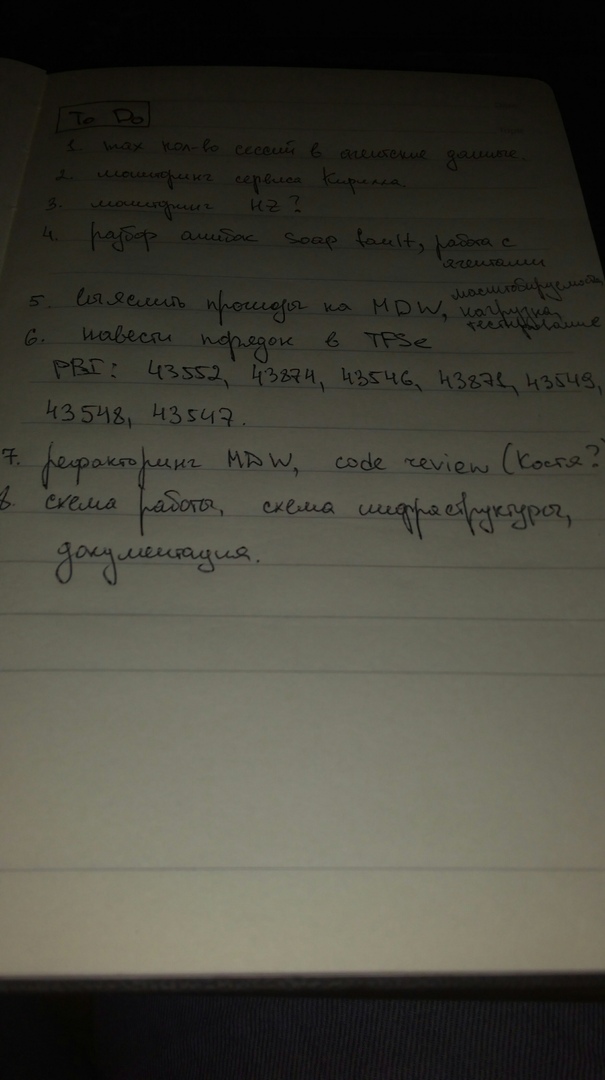 To Do
1. max кол-во сессий в агентские данные.
2. мониторинг сервиса Кирилла.
3. мониторинг HZ?
4. разбор ошибок soap fault, работа с
агентами
5. выяснить проходы на MDW, масштабируемость,
нагрузка,
тестирование
6. навести порядок в TFSe
PBI: 43552, 43874, 43546, 43871, 43549,
43548, 43547.
7. рефакторинг MDW, code review (Костя?
8. схема работы, схема инфраструктуры,
документация.